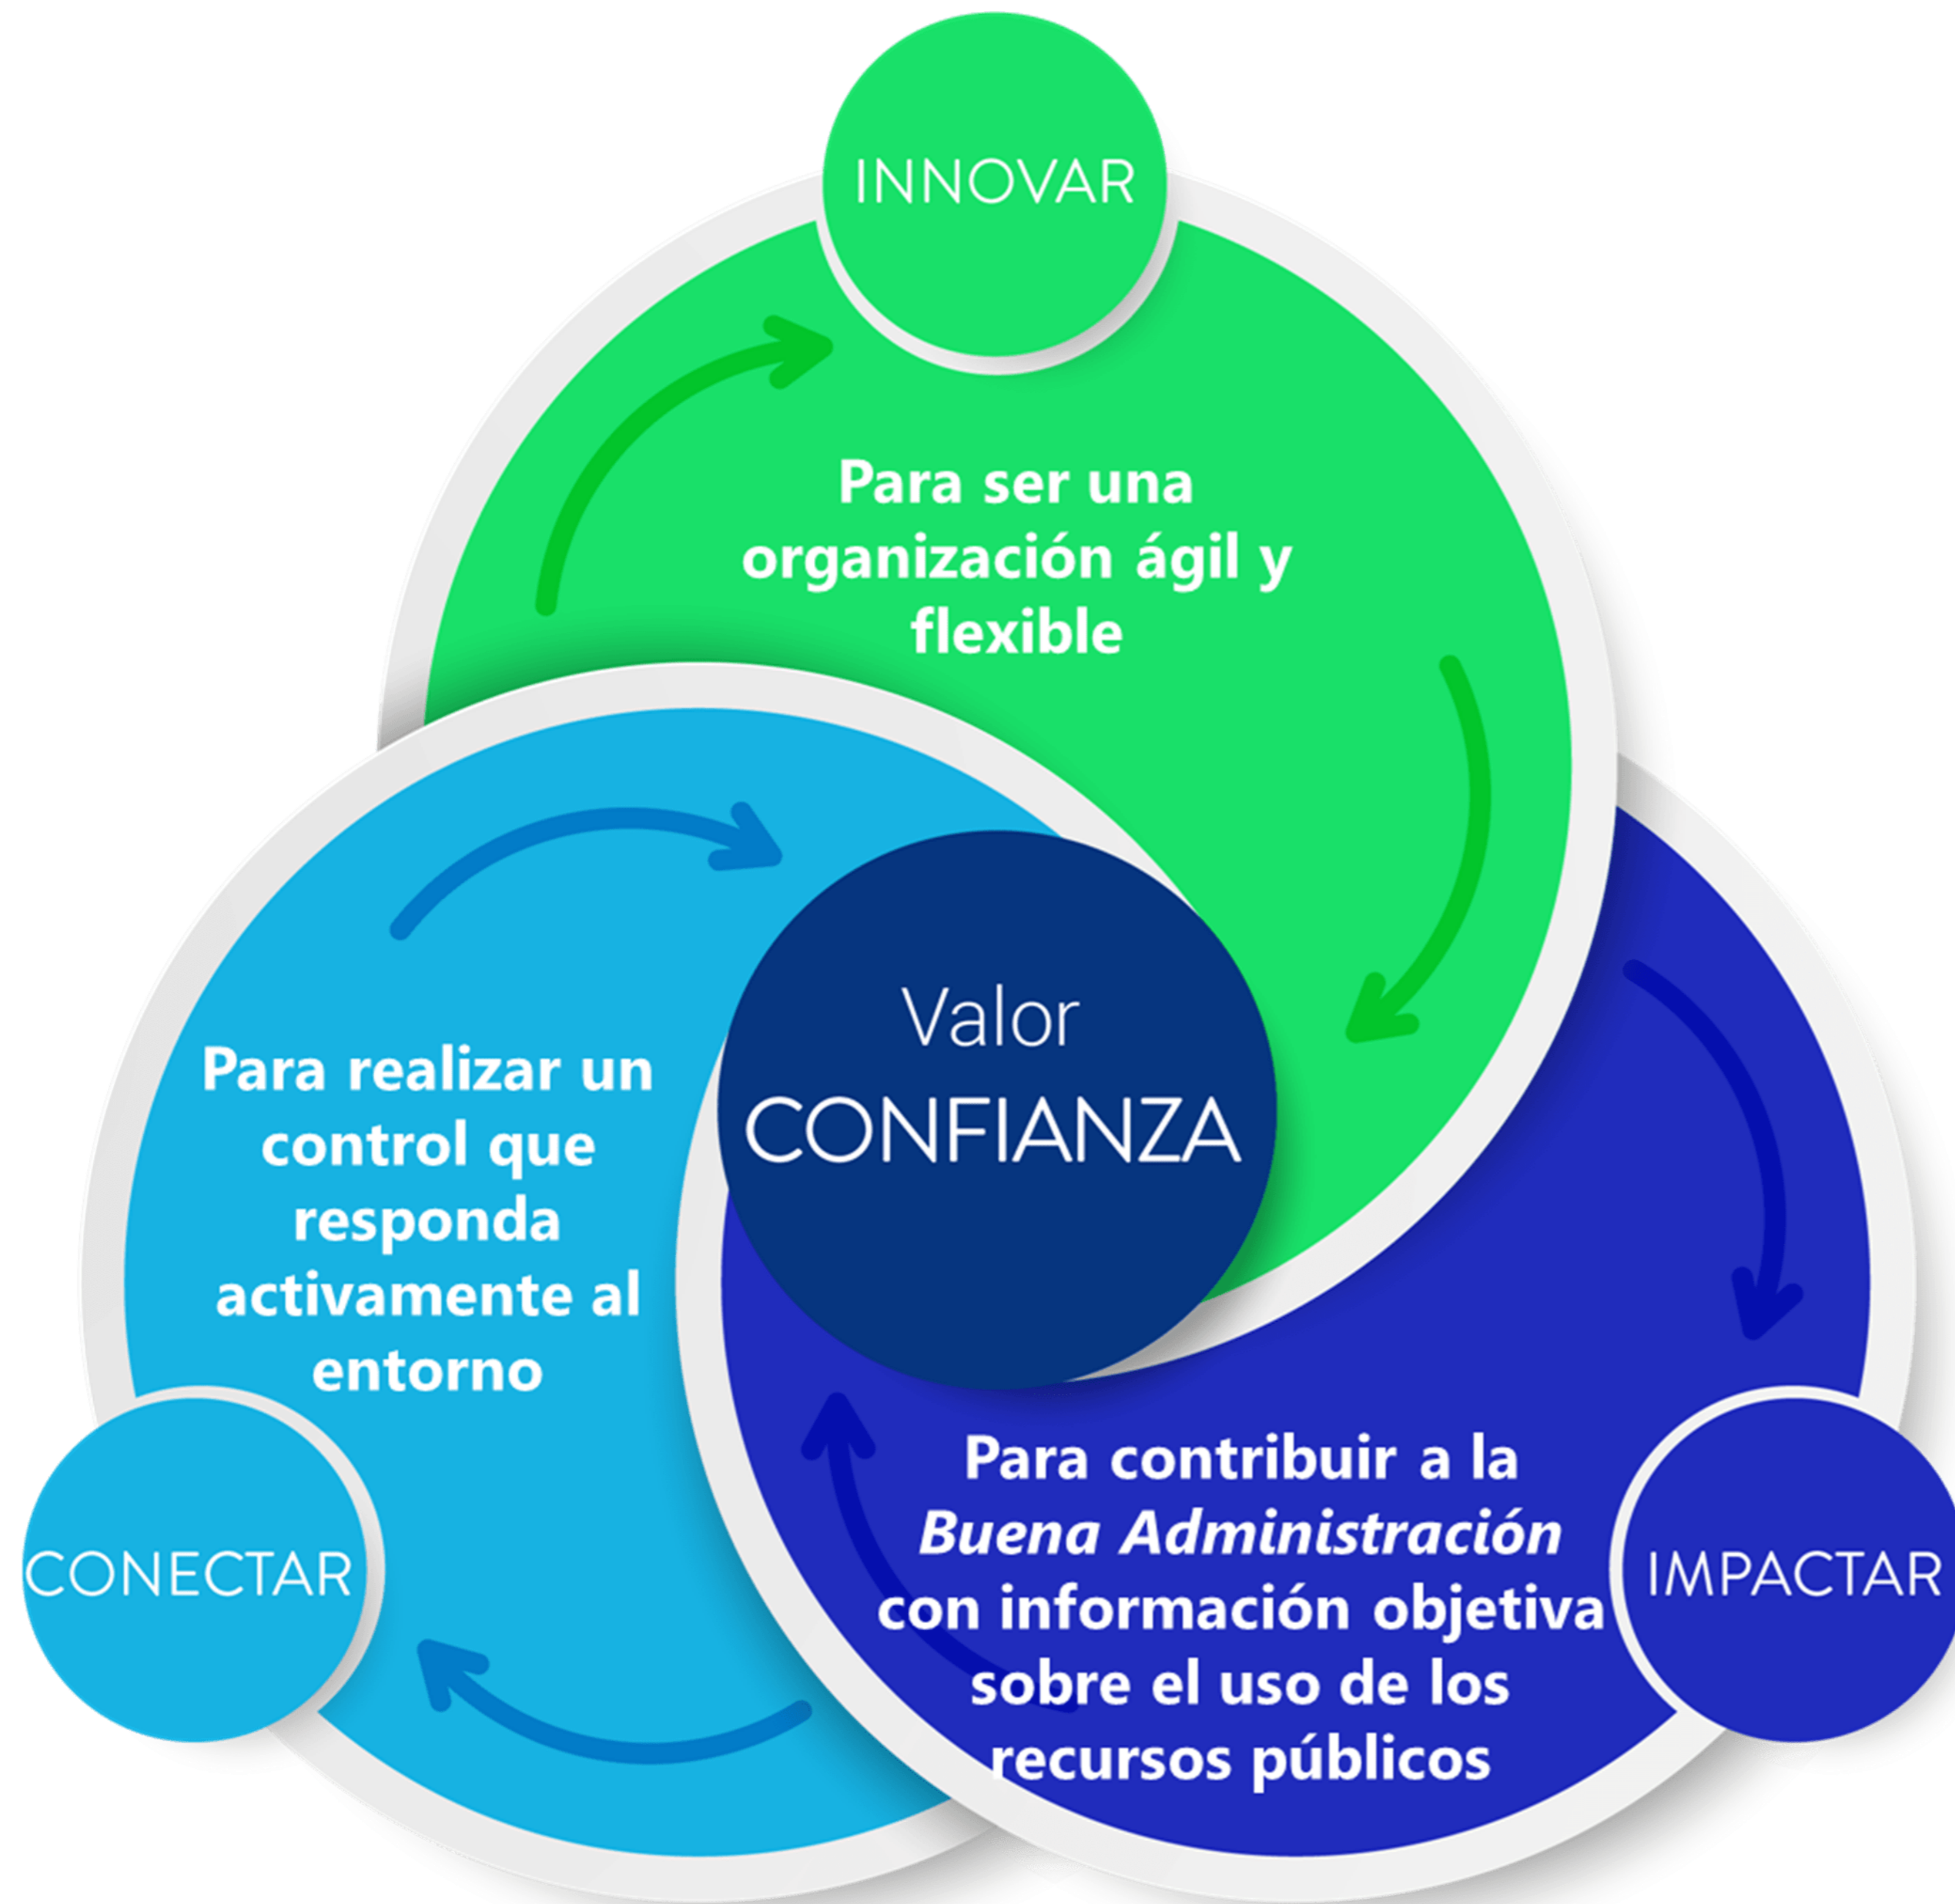 INNOVAR
Para ser una
organización ágil y
flexible
Valor
CONFIANZA
Para realizar un
control que
responda
activamente al
entorno
CONECTAR
Para contribuir a la
Buena Administración
con información objetiva
sobre el uso de los
recursos públicos
IMPACTAR